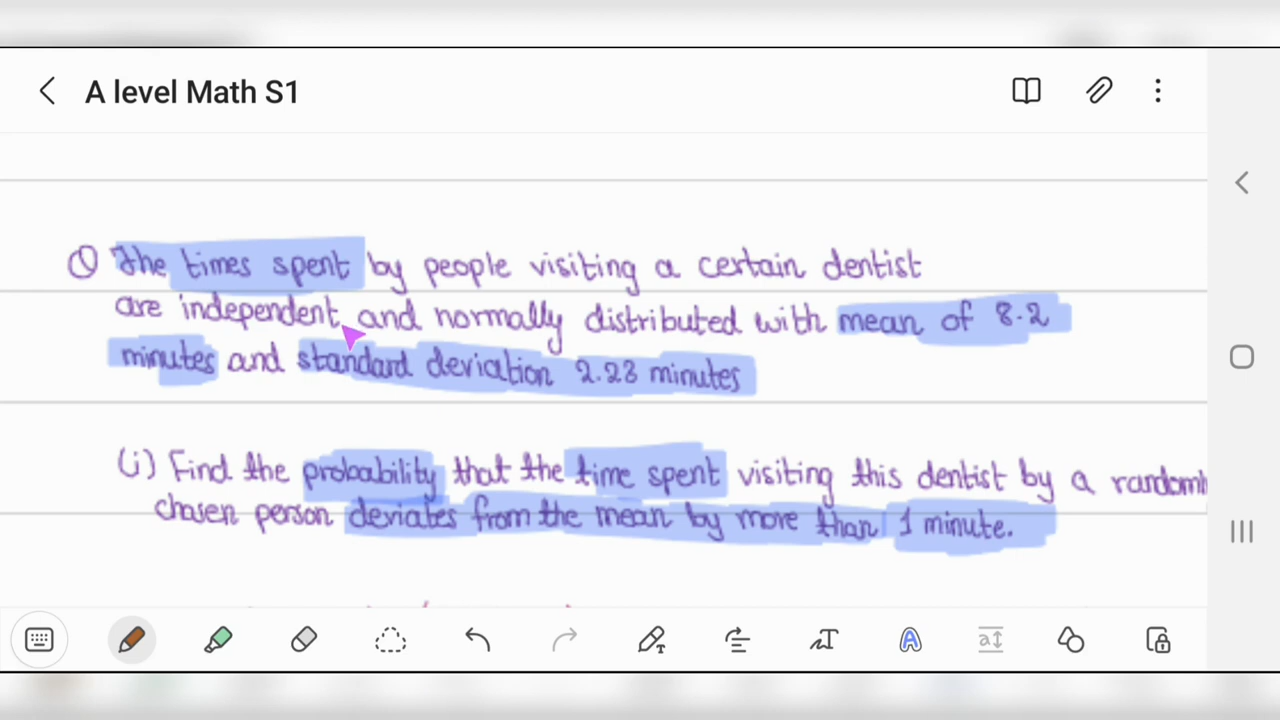 A level Math S1
① The times spent by people visiting a certain dentist
are independent and normally distributed with mean of 8.2
minutes and standard deviation 2.23 minutes
(i) Find the probability that the time spent visiting this dentist by a randoml
chosen person deviates from the mean by more than 1 minute.